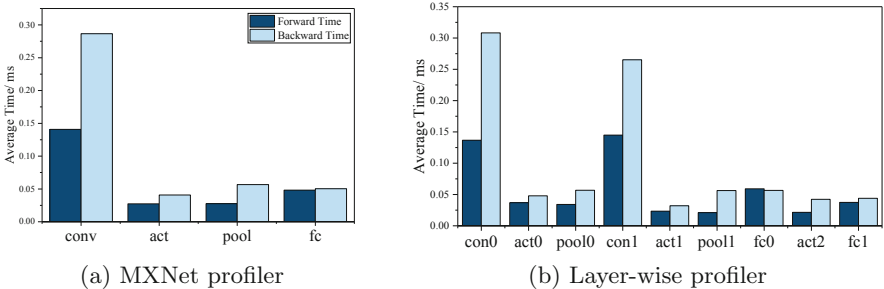 Average Time/ ms
0.30
0.25
0.20
0.15
0.10
0.05
0.00
Forward Time
Backward Time
conv act pool fc
(a) MXNet profiler
Average Time/ ms
0.35
0.30
0.25
0.20
0.15
0.10
0.05
0.00
con0 act0 pool0 con1 act1 pool1 fc0 act2 fc1
(b) Layer-wise profiler